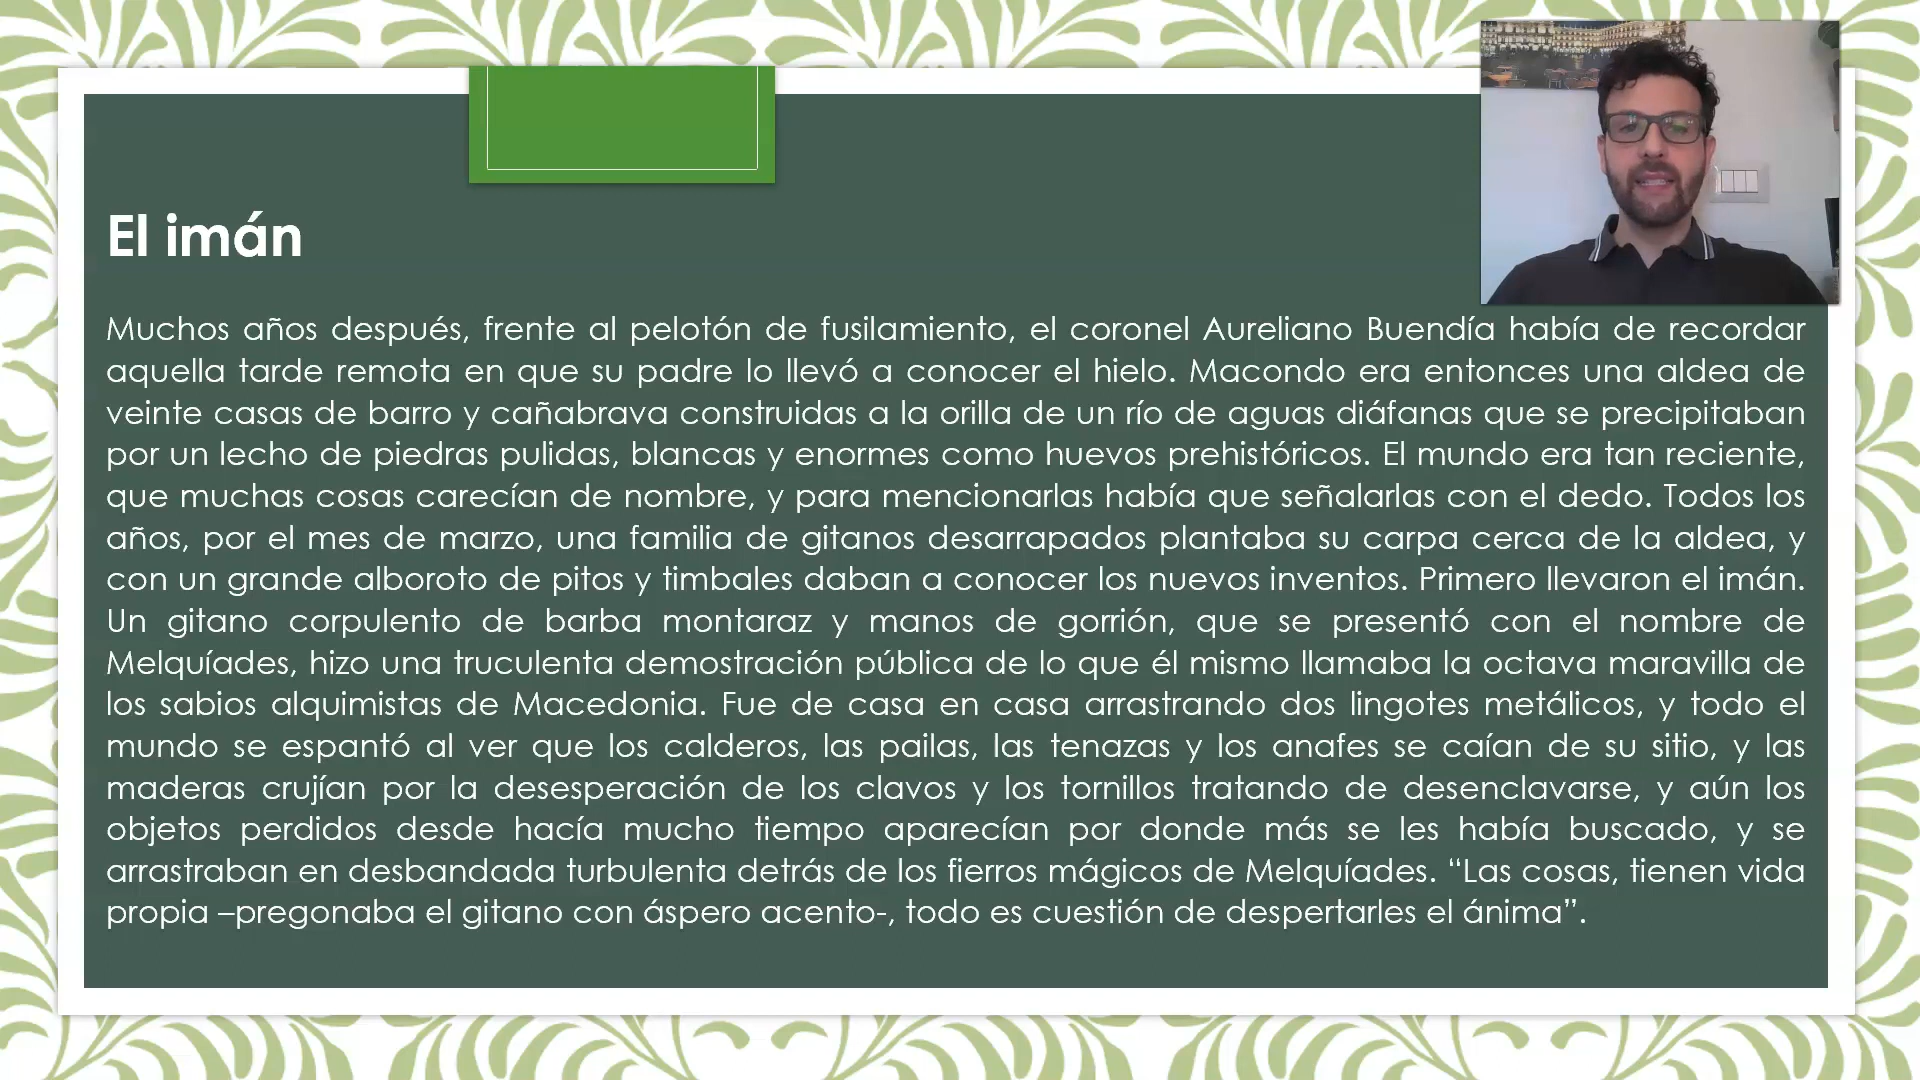 El imán
Muchos años después, frente al pelotón de fusilamiento, el coronel Aureliano Buendía había de recordar
aquella tarde remota en que su padre lo llevó a conocer el hielo. Macondo era entonces una aldea de
veinte casas de barro y cañabrava construidas a la orilla de un río de aguas diáfanas que se precipitaban
por un lecho de piedras pulidas, blancas y enormes como huevos prehistóricos. El mundo era tan reciente,
que muchas cosas carecían de nombre, y para mencionarlas había que señalarlas con el dedo. Todos los
años, por el mes de marzo, una familia de gitanos desarrapados plantaba su carpa cerca de la aldea, y
con un grande alboroto de pitos y timbales daban a conocer los nuevos inventos. Primero llevaron el imán.
Un gitano corpulento de barba montaraz y manos de gorrión, que se presentó con el nombre de
Melquíades, hizo una truculenta demostración pública de lo que él mismo llamaba la octava maravilla de
los sabios alquimistas de Macedonia. Fue de casa en casa arrastrando dos lingotes metálicos, y todo el
mundo se espantó al ver que los calderos, las pailas, las tenazas y los anafes se caían de su sitio, y las
maderas crujían por la desesperación de los clavos y los tornillos tratando de desenclavarse, y aún los
objetos perdidos desde hacía mucho tiempo aparecían por donde más se les había buscado, y se
arrastraban en desbandada turbulenta detrás de los fierros mágicos de Melquíades. “Las cosas, tienen vida
propia –pregonaba el gitano con áspero acento-, todo es cuestión de despertarles el ánima”.